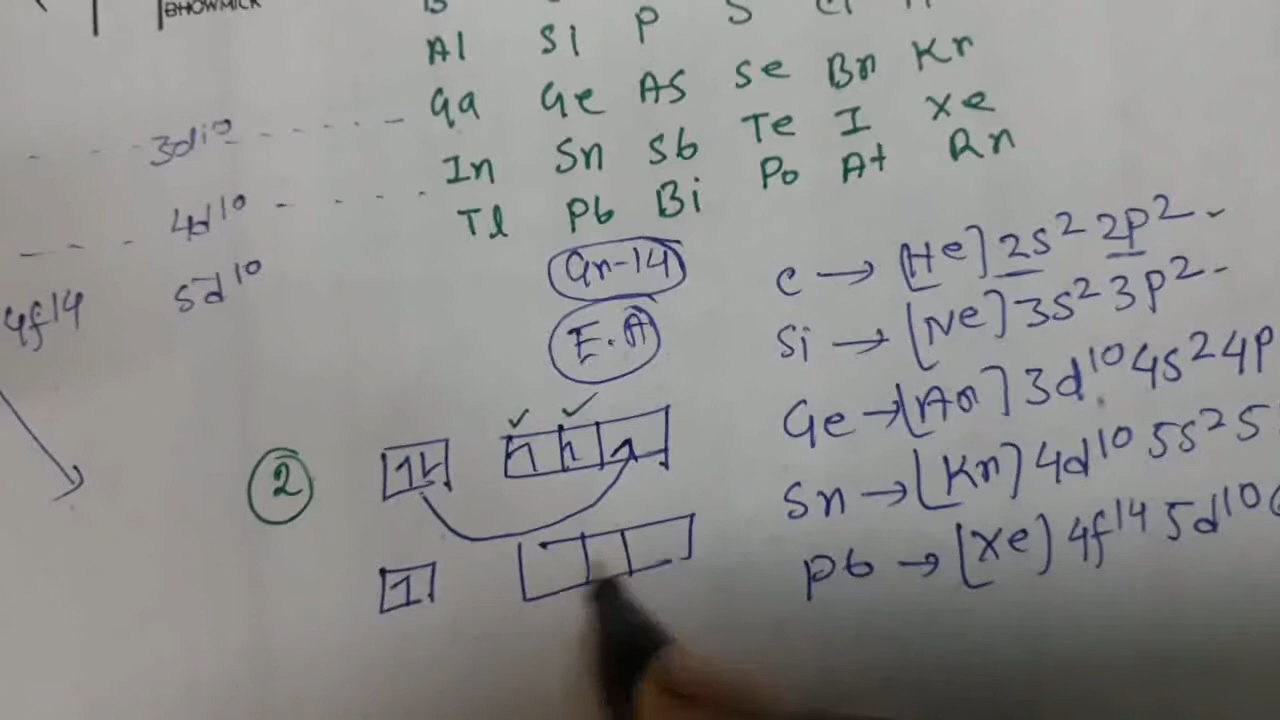 BHOWMICK
Al Si P S
3d10 Ga Ge As Se Br Kr
4d10 In Sn Sb Te I Xe
4f14 5d10 Tl Pb Bi Po At Rn
Gr-14
E.A
2
C → [He] 2s2 2p2
Si → [Ne] 3s2 3p2
Ge → [Ar] 3d10 4s2 4p
Sn → [Kr] 4d10 5s2 5
Pb → [Xe] 4f14 5d10